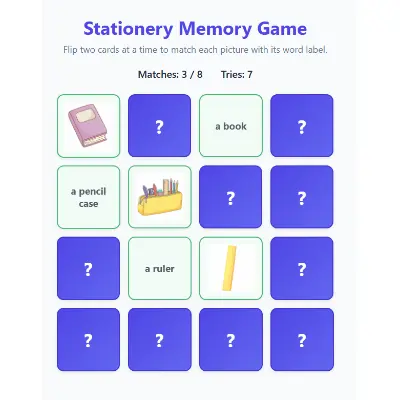 Stationery Memory Game
Flip two cards at a time to match each picture with its word label.
Matches: 3 / 8 Tries: 7
? a book ?
a pencil
case
? ?
? a ruler ?
? ? ? ?